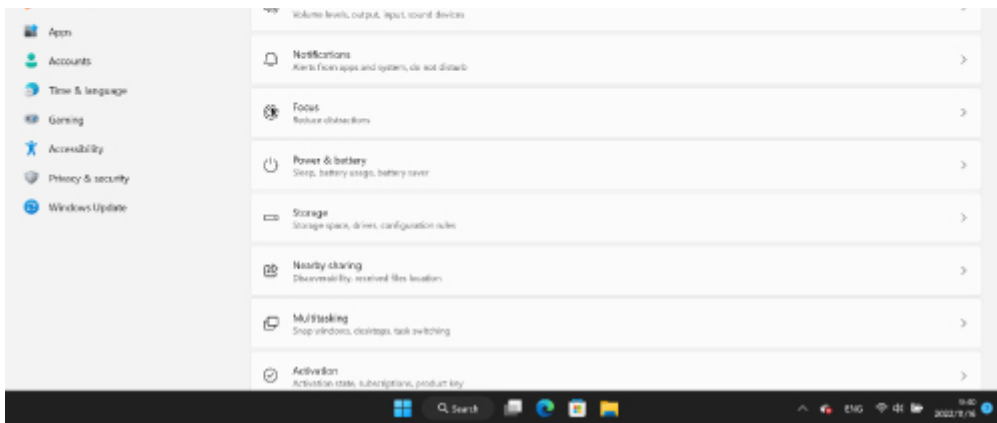 Volume levels, output, input, sound devices
Apps
Accounts
Time & language
Gaming
Accessibility
Privacy & security
Windows Update
Notifications
Alerts from apps and system, do not disturb
Focus
Reduce distractions
Power & battery
Sleep, battery usage, battery saver
Storage
Storage space, drives, configuration rules
Nearby sharing
Discoverability, received files location
Multitasking
Snap windows, desktops, task switching
Activation
Activation state, subscriptions, product key
Search
ENG
2022/11/16